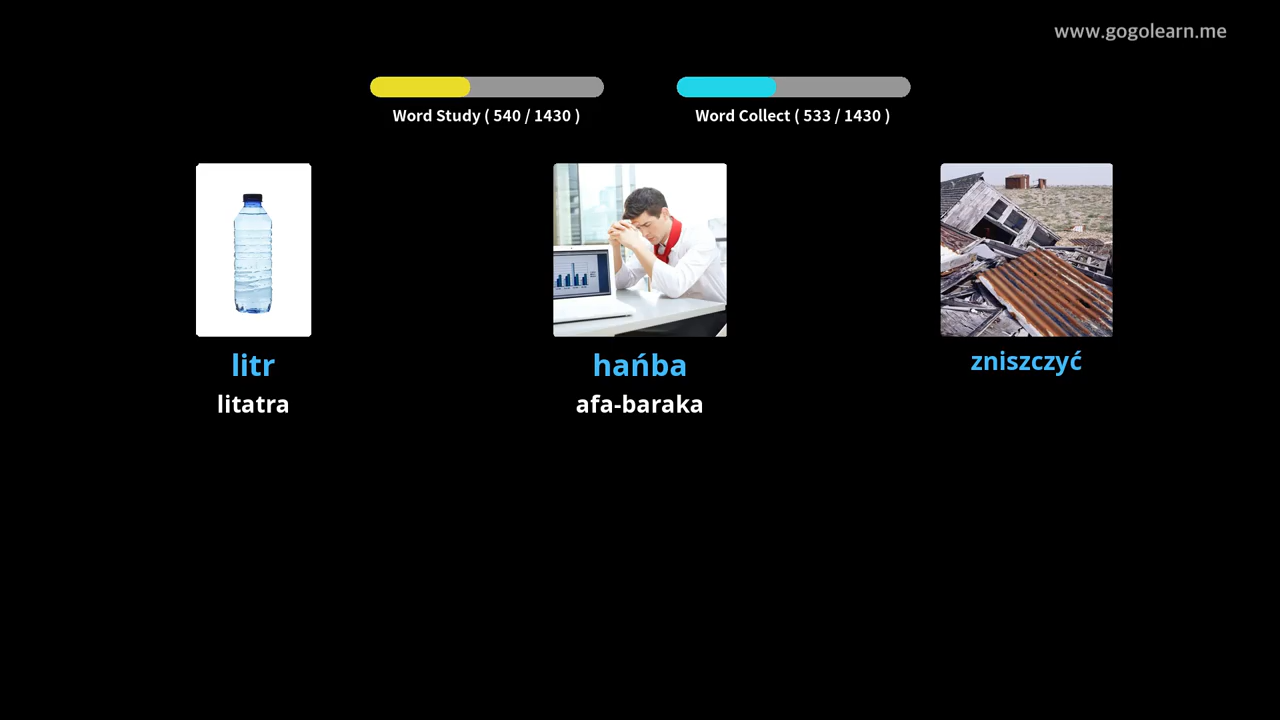 www.gogolearn.me
Word Study ( 540 / 1430 )
Word Collect ( 533 / 1430 )
litr
litatra
hańba
afa-baraka
zniszczyć